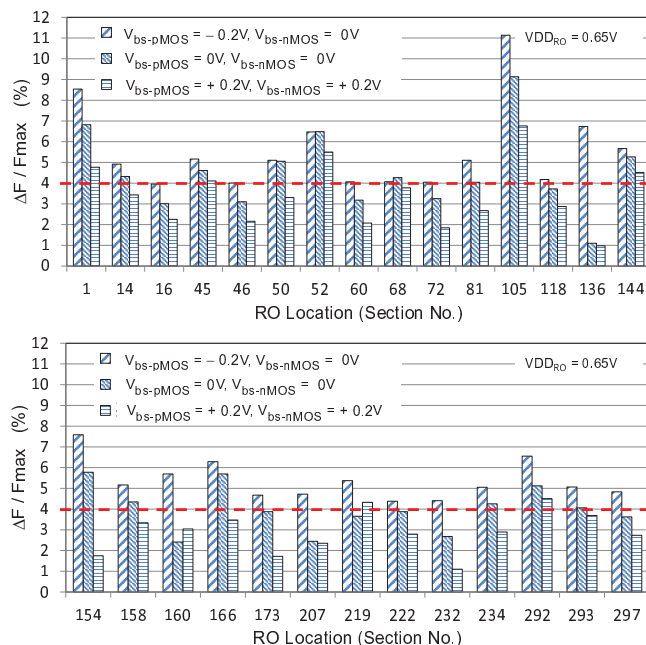 12
11
10
9
8
7
6
5
4
3
2
1
0
ΔF / Fmax (%)
Vbs-pMOS = – 0.2V, Vbs-nMOS = 0V
Vbs-pMOS = 0V, Vbs-nMOS = 0V
Vbs-pMOS = + 0.2V, Vbs-nMOS = + 0.2V
VDDRO = 0.65V
1 14 16 45 46 50 52 60 68 72 81 105 118 136 144
RO Location (Section No.)
12
11
10
9
8
7
6
5
4
3
2
1
0
ΔF / Fmax (%)
Vbs-pMOS = – 0.2V, Vbs-nMOS = 0V
Vbs-pMOS = 0V, Vbs-nMOS = 0V
Vbs-pMOS = + 0.2V, Vbs-nMOS = + 0.2V
VDDRO = 0.65V
154 158 160 166 173 207 219 222 232 234 292 293 297
RO Location (Section No.)